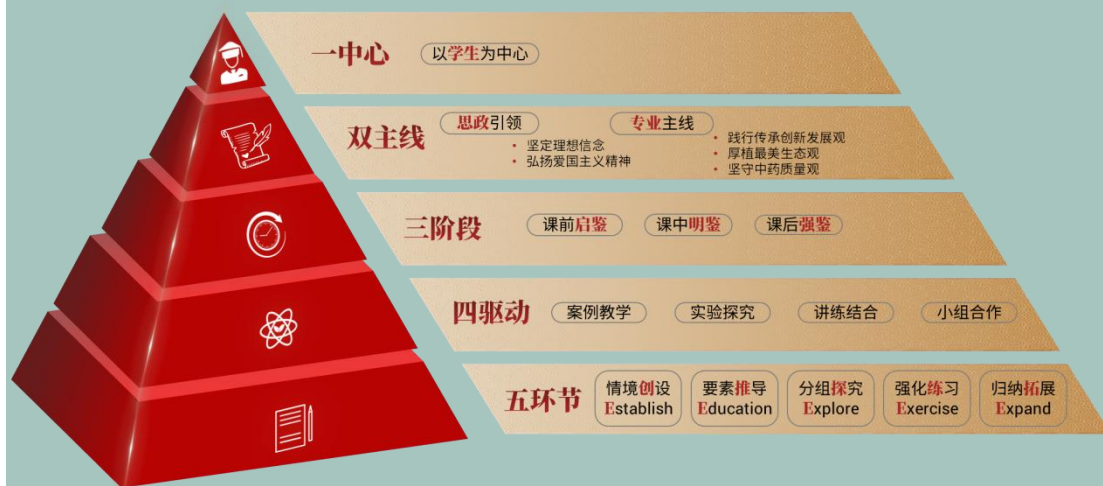 一中心
以学生为中心
双主线
思政引领
• 坚定理想信念
• 弘扬爱国主义精神
专业主线
• 践行传承创新发展观
• 厚植最美生态观
• 坚守中药质量观
三阶段
课前启鉴
课中明鉴
课后强鉴
四驱动
案例教学
实验探究
讲练结合
小组合作
五环节
情境创设
Establish
要素推导
Education
分组探究
Explore
强化练习
Exercise
归纳拓展
Expand